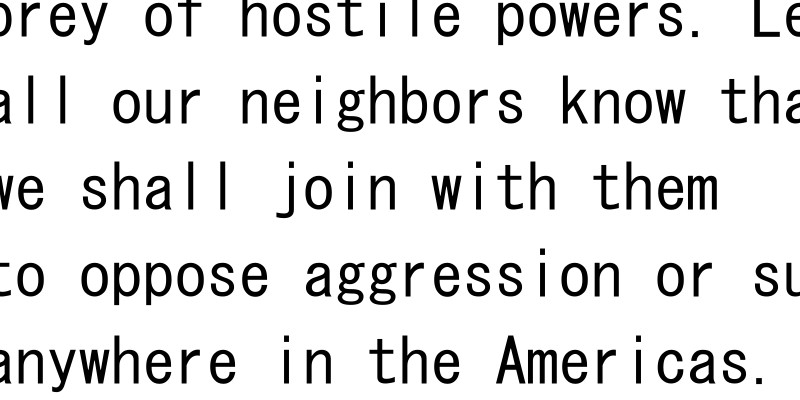 prey of hostile powers. Le
all our neighbors know tha
we shall join with them
to oppose aggression or su
anywhere in the Americas.